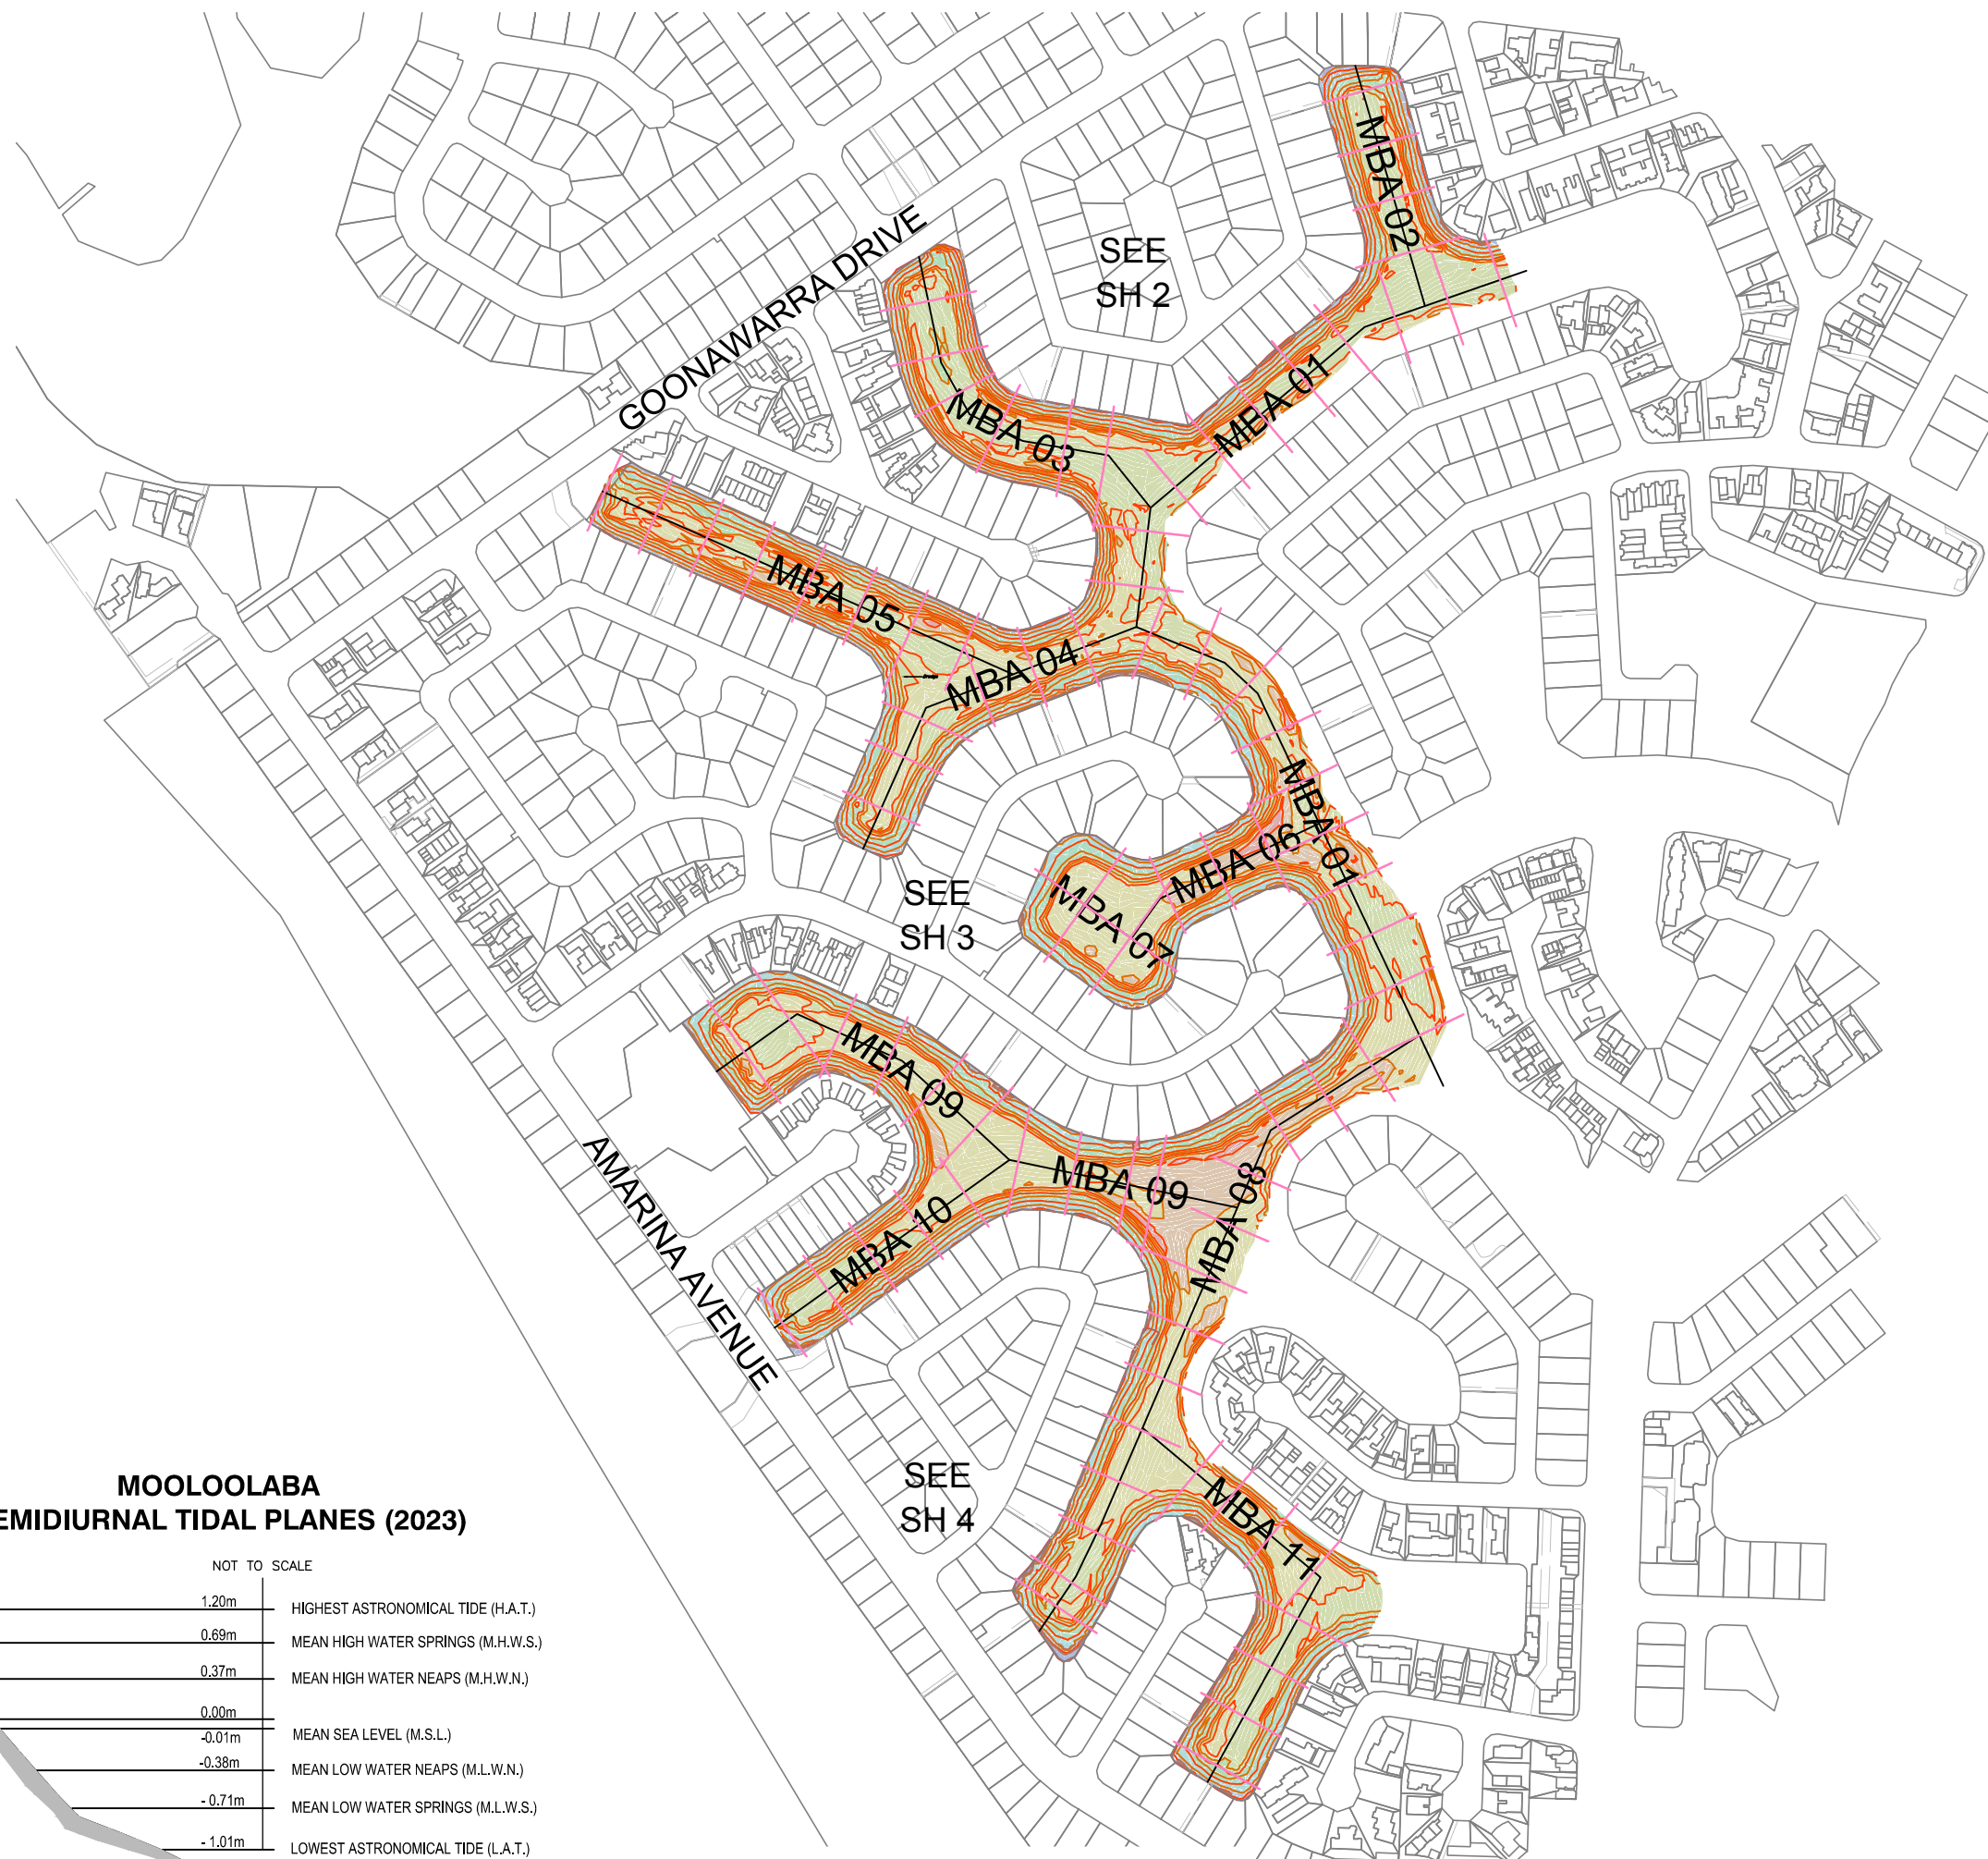 MBA 02
GOONAWARRA DRIVE
SEE
SH 2
MBA 01
MBA 03
MBA 05
MBA 04
MBA 01
MBA 06
MBA 07
SEE
SH 3
MBA 09
MBA 09
MBA 08
MBA 10
AMARINA AVENUE
SEE
SH 4
MBA 11
MOOLOOLABA
EMIDIURNAL TIDAL PLANES (2023)
NOT TO SCALE
1.20m HIGHEST ASTRONOMICAL TIDE (H.A.T.)
0.69m MEAN HIGH WATER SPRINGS (M.H.W.S.)
0.37m MEAN HIGH WATER NEAPS (M.H.W.N.)
0.00m
-0.01m MEAN SEA LEVEL (M.S.L.)
-0.38m MEAN LOW WATER NEAPS (M.L.W.N.)
- 0.71m MEAN LOW WATER SPRINGS (M.L.W.S.)
- 1.01m LOWEST ASTRONOMICAL TIDE (L.A.T.)